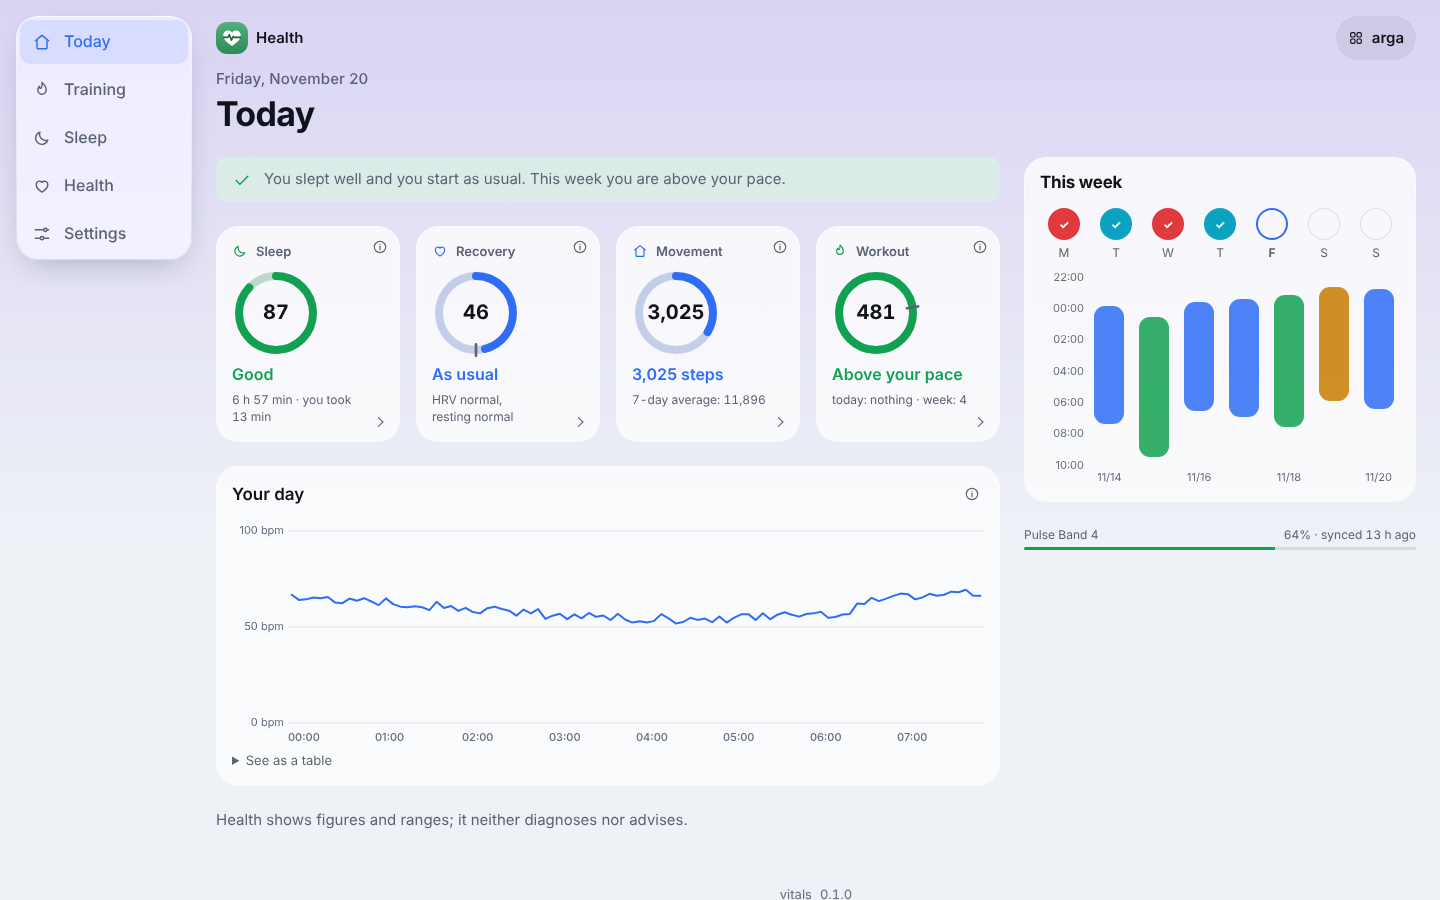 Today
Training
Sleep
Health
Settings
Health
arga
Friday, November 20
Today
You slept well and you start as usual. This week you are above your pace.
Sleep
87
Good
6 h 57 min · you took
13 min
Recovery
46
As usual
HRV normal,
resting normal
Movement
3,025
3,025 steps
7-day average: 11,896
Workout
481
Above your pace
today: nothing · week: 4
Your day
100 bpm
50 bpm
0 bpm
00:00 01:00 02:00 03:00 04:00 05:00 06:00 07:00
See as a table
Health shows figures and ranges; it neither diagnoses nor advises.
This week
M T W T F S S
22:00
00:00
02:00
04:00
06:00
08:00
10:00
11/14 11/16 11/18 11/20
Pulse Band 4 64% · synced 13 h ago
vitals 0.1.0